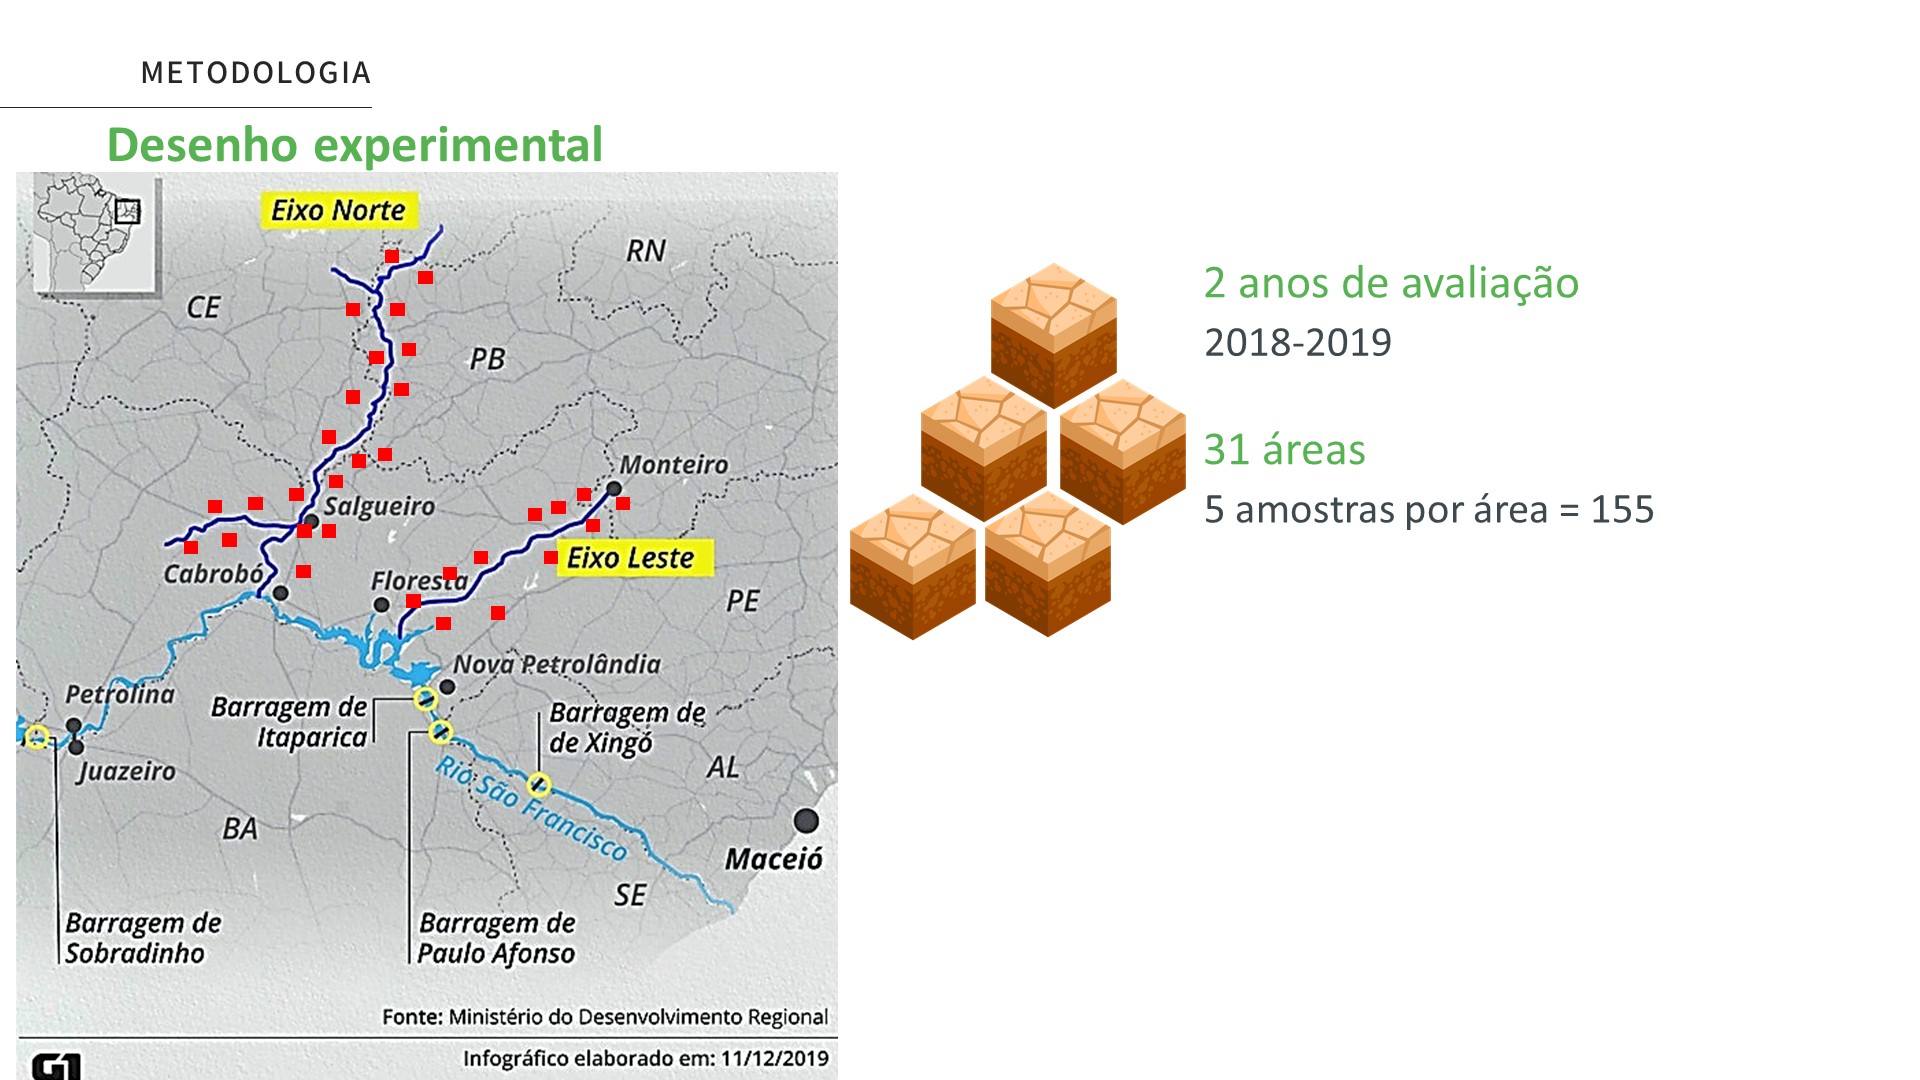 METODOLOGIA
Desenho experimental
Eixo Norte
RN
CE
PB
Monteiro
Salgueiro
Eixo Leste
Cabrobó
Floresta
PE
Nova Petrolândia
Petrolina
Barragem de
Itaparica
Barragem de
de Xingó
Juazeiro
AL
Rio São Francisco
BA
Maceió
SE
Barragem de
Sobradinho
Barragem de
Paulo Afonso
Fonte: Ministério do Desenvolvimento Regional
Infográfico elaborado em: 11/12/2019
G1
2 anos de avaliação
2018-2019
31 áreas
5 amostras por área = 155